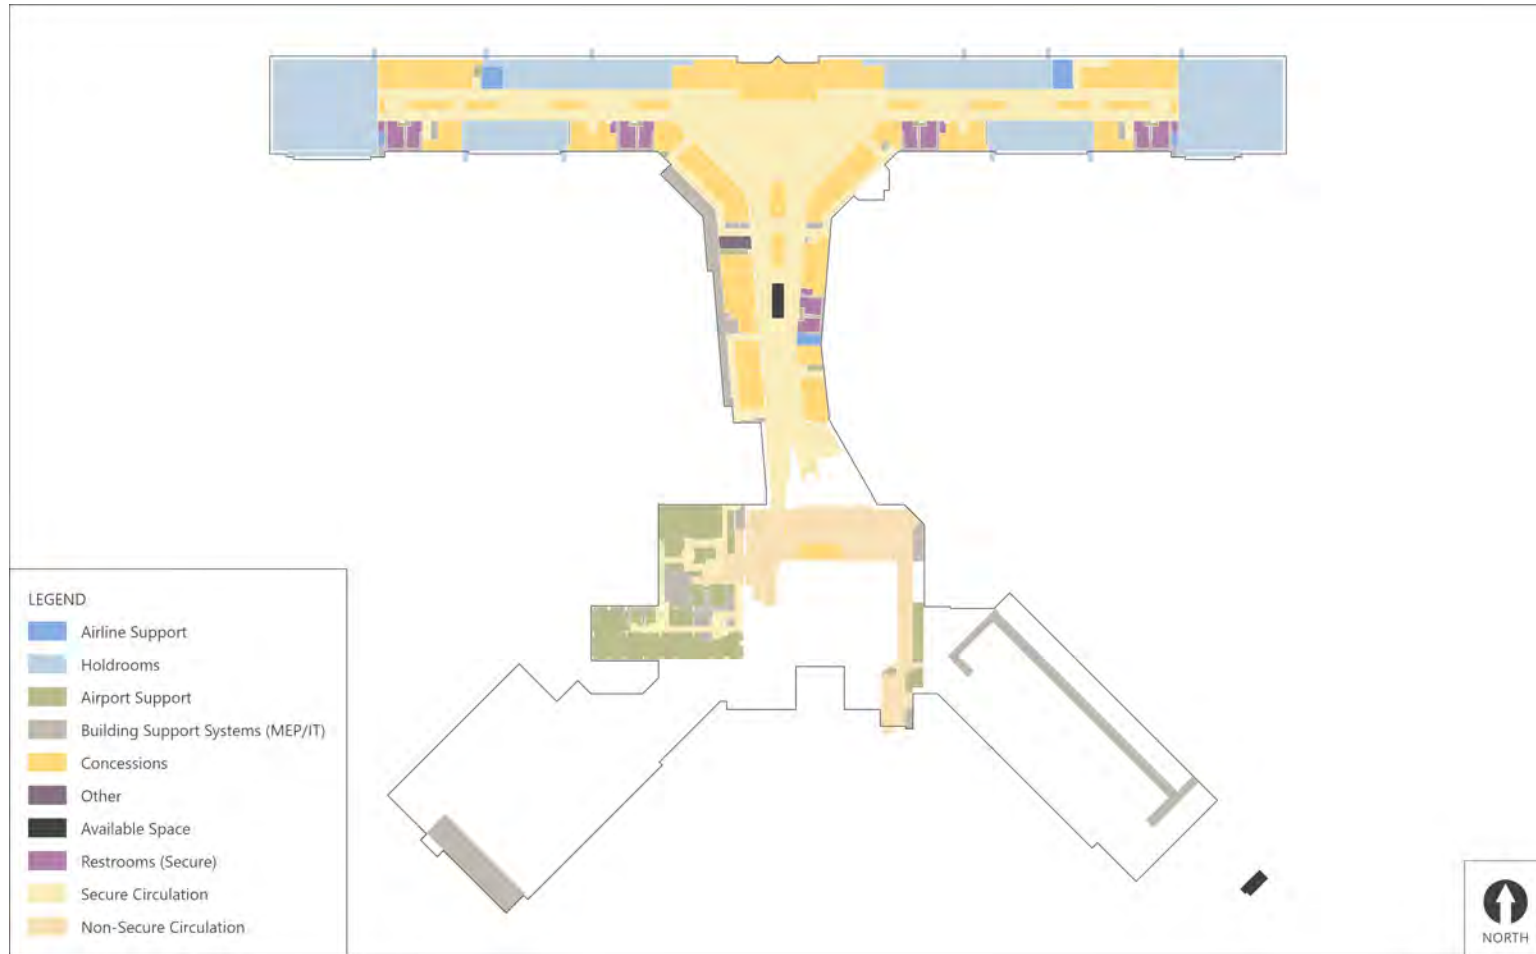 LEGEND
Airline Support
Holdrooms
Airport Support
Building Support Systems (MEP/IT)
Concessions
Other
Available Space
Restrooms (Secure)
Secure Circulation
Non-Secure Circulation
NORTH